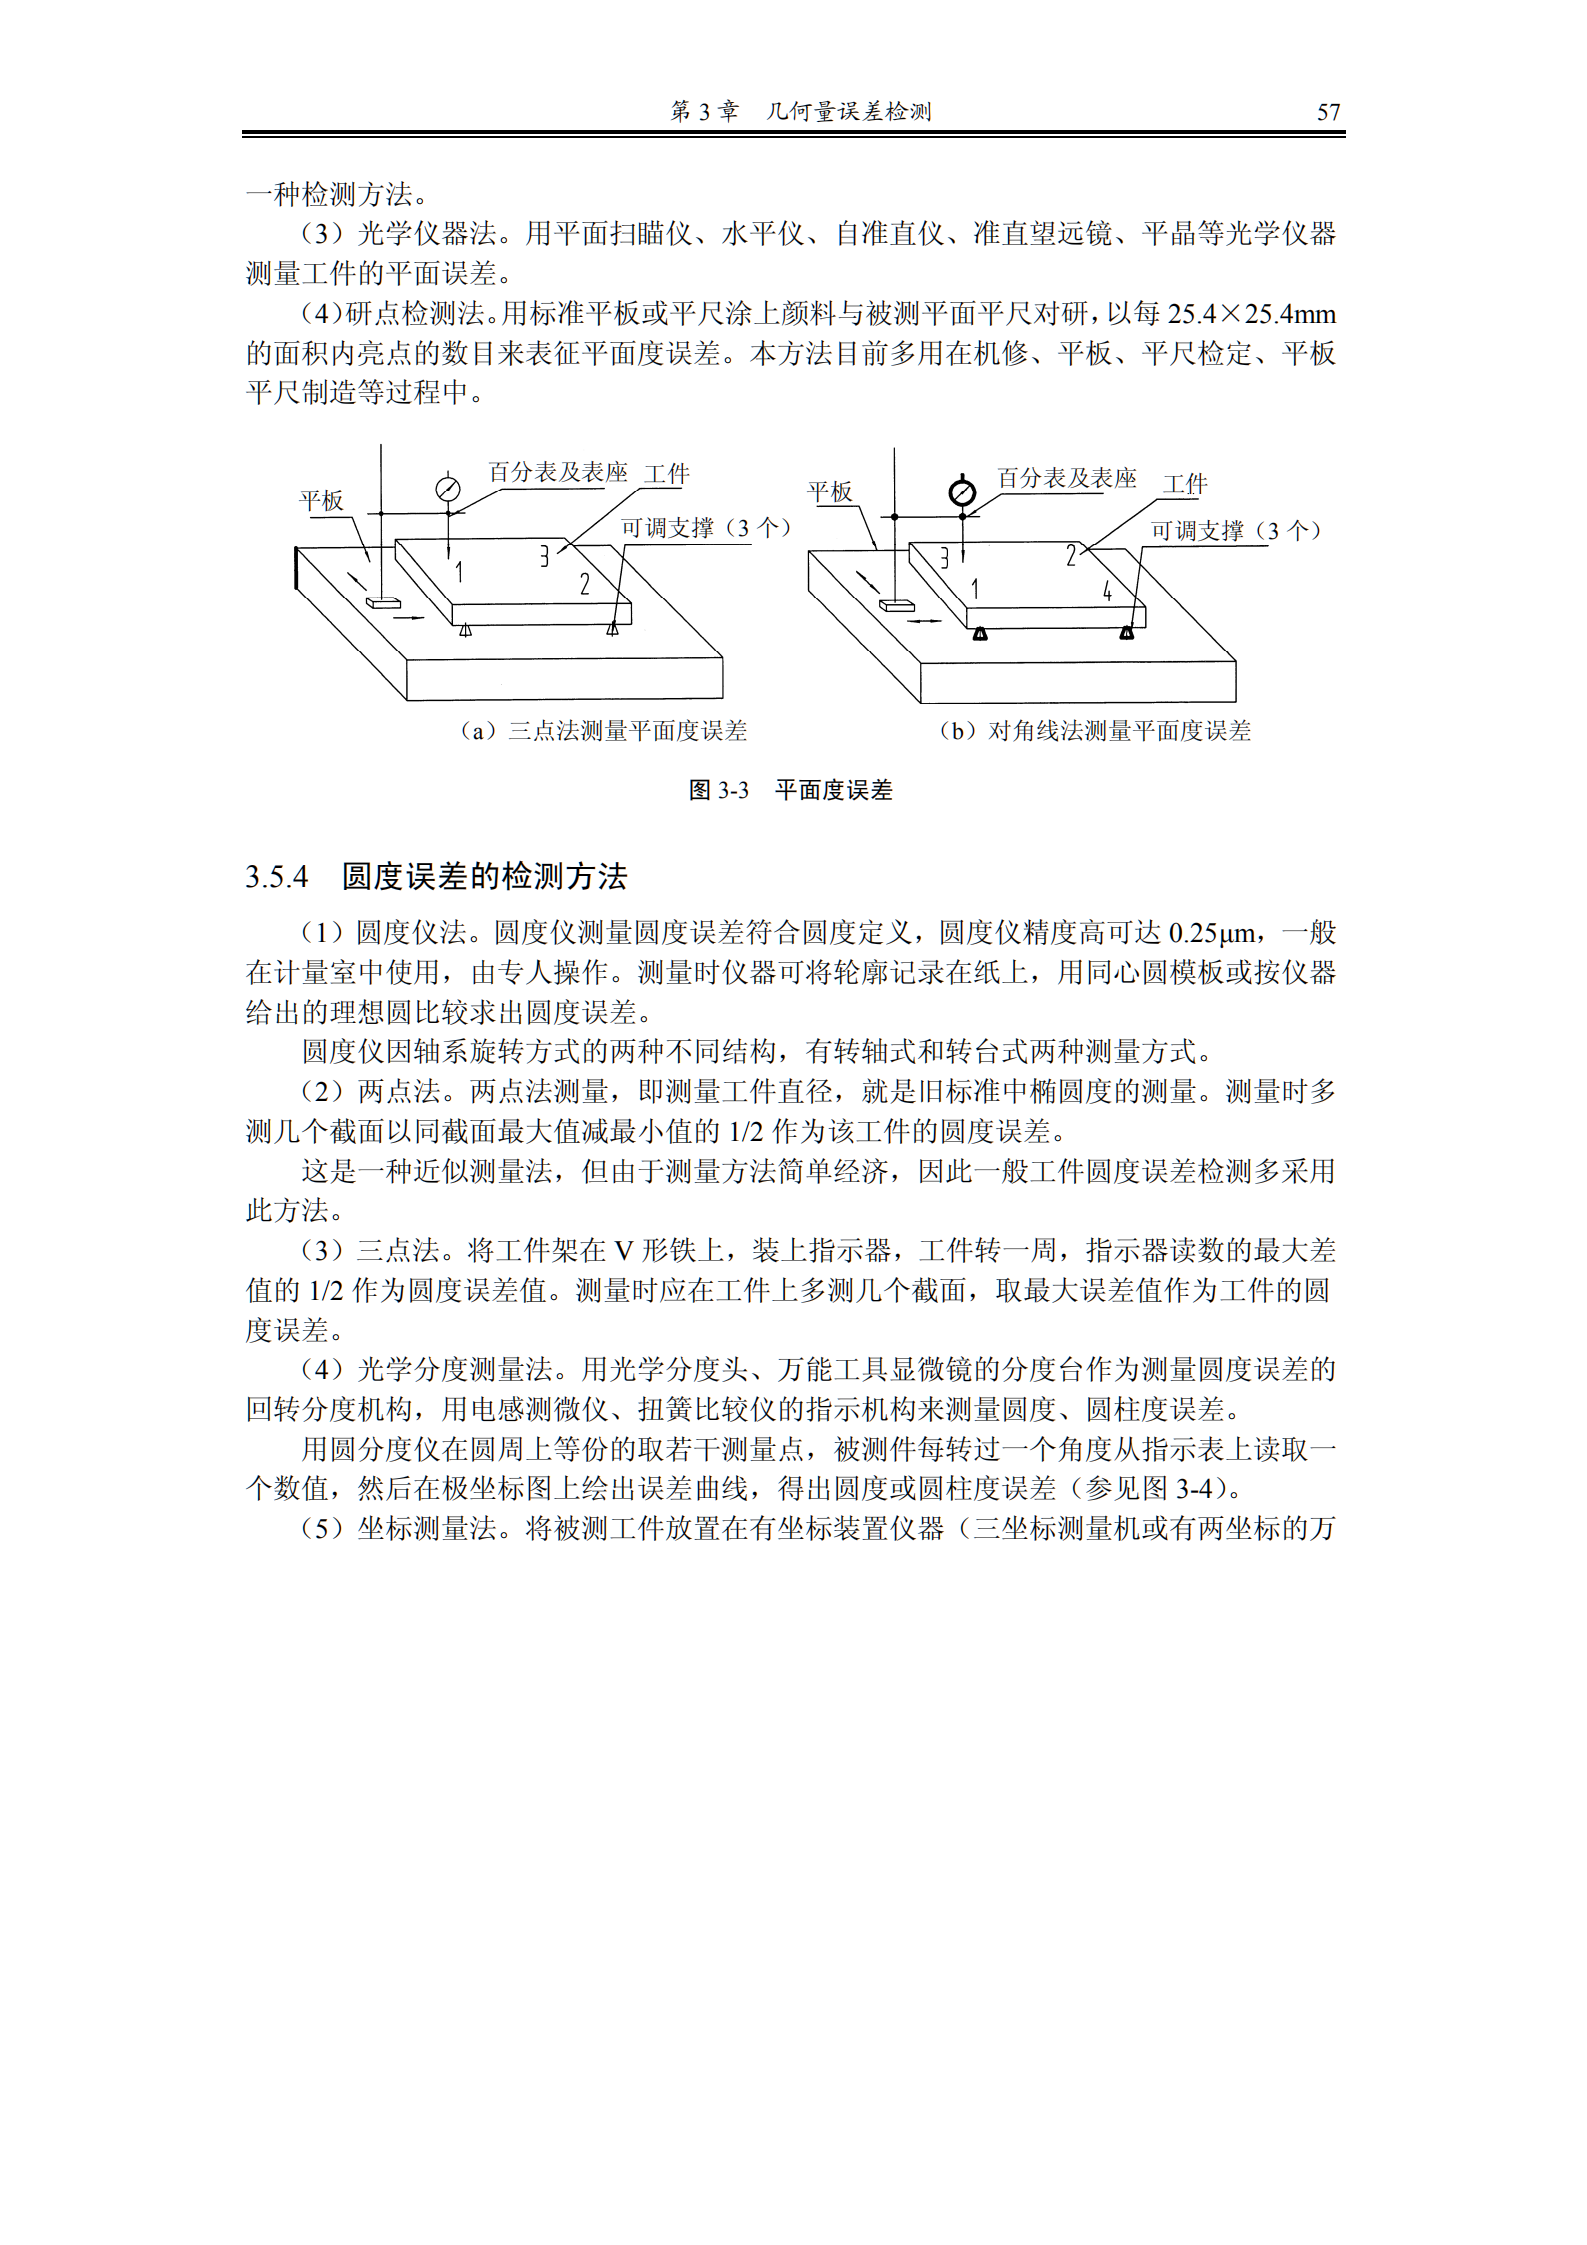 第 3 章　几何量误差检测　57
一种检测方法。
（3）光学仪器法。用平面扫瞄仪、水平仪、自准直仪、准直望远镜、平晶等光学仪器
测量工件的平面误差。
（4）研点检测法。用标准平板或平尺涂上颜料与被测平面平尺对研，以每 25.4×25.4mm
的面积内亮点的数目来表征平面度误差。本方法目前多用在机修、平板、平尺检定、平板
平尺制造等过程中。
平板
百分表及表座
工件
可调支撑（3 个）
1
3
2
平板
百分表及表座
工件
可调支撑（3 个）
3
1
2
4
（a）三点法测量平面度误差
（b）对角线法测量平面度误差
图 3-3　平面度误差
3.5.4　圆度误差的检测方法
（1）圆度仪法。圆度仪测量圆度误差符合圆度定义，圆度仪精度高可达 0.25μm，一般
在计量室中使用，由专人操作。测量时仪器可将轮廓记录在纸上，用同心圆模板或按仪器
给出的理想圆比较求出圆度误差。
圆度仪因轴系旋转方式的两种不同结构，有转轴式和转台式两种测量方式。
（2）两点法。两点法测量，即测量工件直径，就是旧标准中椭圆度的测量。测量时多
测几个截面以同截面最大值减最小值的 1/2 作为该工件的圆度误差。
这是一种近似测量法，但由于测量方法简单经济，因此一般工件圆度误差检测多采用
此方法。
（3）三点法。将工件架在 V 形铁上，装上指示器，工件转一周，指示器读数的最大差
值的 1/2 作为圆度误差值。测量时应在工件上多测几个截面，取最大误差值作为工件的圆
度误差。
（4）光学分度测量法。用光学分度头、万能工具显微镜的分度台作为测量圆度误差的
回转分度机构，用电感测微仪、扭簧比较仪的指示机构来测量圆度、圆柱度误差。
用圆分度仪在圆周上等份的取若干测量点，被测件每转过一个角度从指示表上读取一
个数值，然后在极坐标图上绘出误差曲线，得出圆度或圆柱度误差（参见图 3-4）。
（5）坐标测量法。将被测工件放置在有坐标装置仪器（三坐标测量机或有两坐标的万